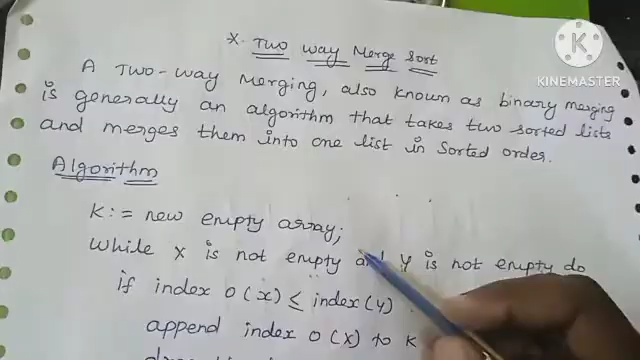 * Two way Merge Sort
A Two-way Merging, also known as binary merging
is generally an algorithm that takes two sorted lists
and merges them into one list in sorted order.
Algorithm
K := new empty array;
While X is not empty and Y is not empty do
if index 0(x) ≤ index(y)
append index 0(x) to K
KINEMASTER